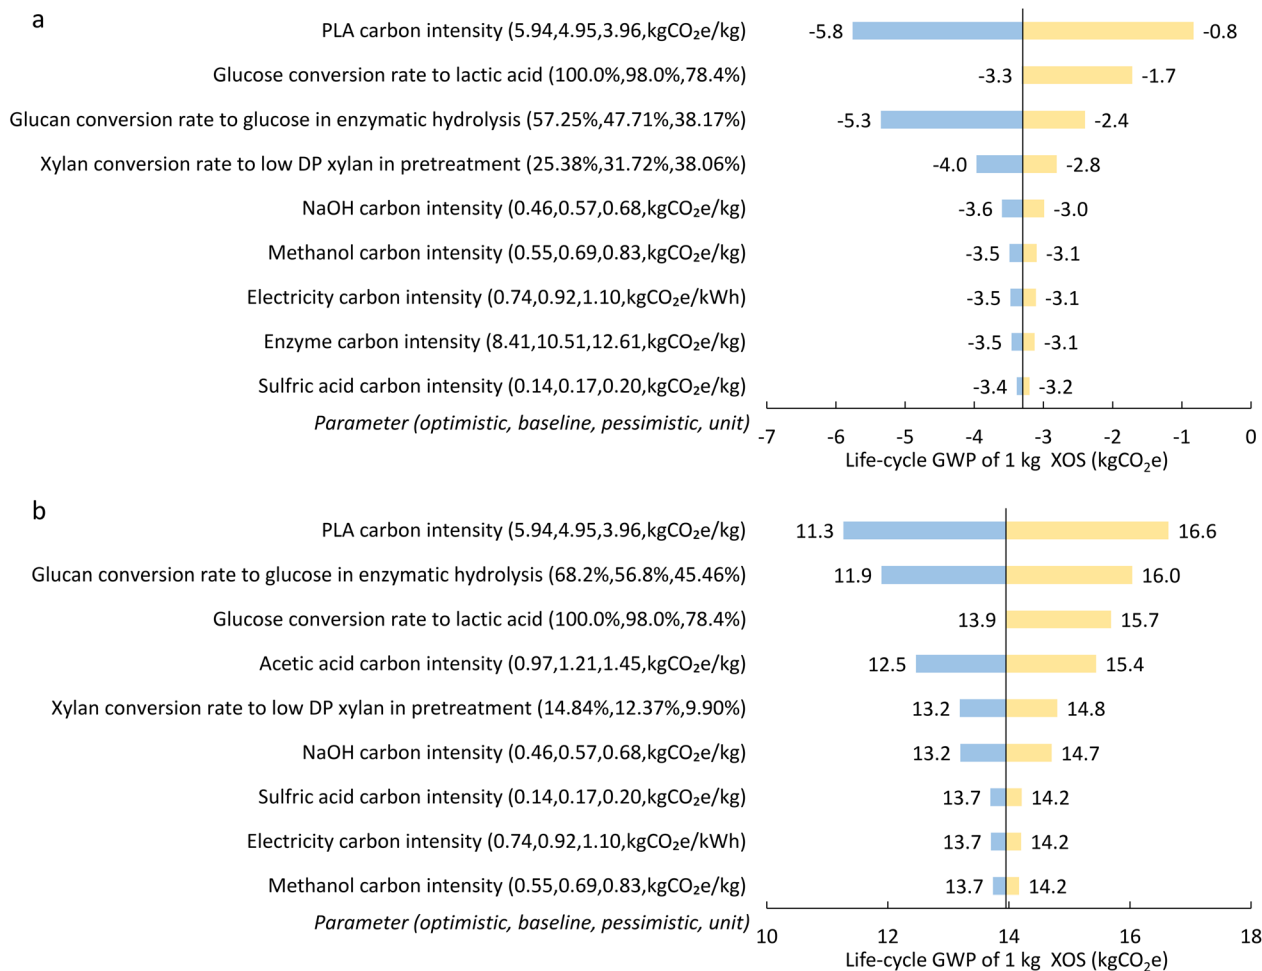 a
PLA carbon intensity (5.94,4.95,3.96,kgCO₂e/kg) -5.8 -0.8
Glucose conversion rate to lactic acid (100.0%,98.0%,78.4%) -3.3 -1.7
Glucan conversion rate to glucose in enzymatic hydrolysis (57.25%,47.71%,38.17%) -5.3 -2.4
Xylan conversion rate to low DP xylan in pretreatment (25.38%,31.72%,38.06%) -4.0 -2.8
NaOH carbon intensity (0.46,0.57,0.68,kgCO₂e/kg) -3.6 -3.0
Methanol carbon intensity (0.55,0.69,0.83,kgCO₂e/kg) -3.5 -3.1
Electricity carbon intensity (0.74,0.92,1.10,kgCO₂e/kWh) -3.5 -3.1
Enzyme carbon intensity (8.41,10.51,12.61,kgCO₂e/kg) -3.5 -3.1
Sulfric acid carbon intensity (0.14,0.17,0.20,kgCO₂e/kg) -3.4 -3.2
Parameter (optimistic, baseline, pessimistic, unit)
-7 -6 -5 -4 -3 -2 -1 0
Life-cycle GWP of 1 kg XOS (kgCO₂e)
b
PLA carbon intensity (5.94,4.95,3.96,kgCO₂e/kg) 11.3 16.6
Glucan conversion rate to glucose in enzymatic hydrolysis (68.2%,56.8%,45.46%) 11.9 16.0
Glucose conversion rate to lactic acid (100.0%,98.0%,78.4%) 13.9 15.7
Acetic acid carbon intensity (0.97,1.21,1.45,kgCO₂e/kg) 12.5 15.4
Xylan conversion rate to low DP xylan in pretreatment (14.84%,12.37%,9.90%) 13.2 14.8
NaOH carbon intensity (0.46,0.57,0.68,kgCO₂e/kg) 13.2 14.7
Sulfric acid carbon intensity (0.14,0.17,0.20,kgCO₂e/kg) 13.7 14.2
Electricity carbon intensity (0.74,0.92,1.10,kgCO₂e/kWh) 13.7 14.2
Methanol carbon intensity (0.55,0.69,0.83,kgCO₂e/kg) 13.7 14.2
Parameter (optimistic, baseline, pessimistic, unit)
10 12 14 16 18
Life-cycle GWP of 1 kg XOS (kgCO₂e)